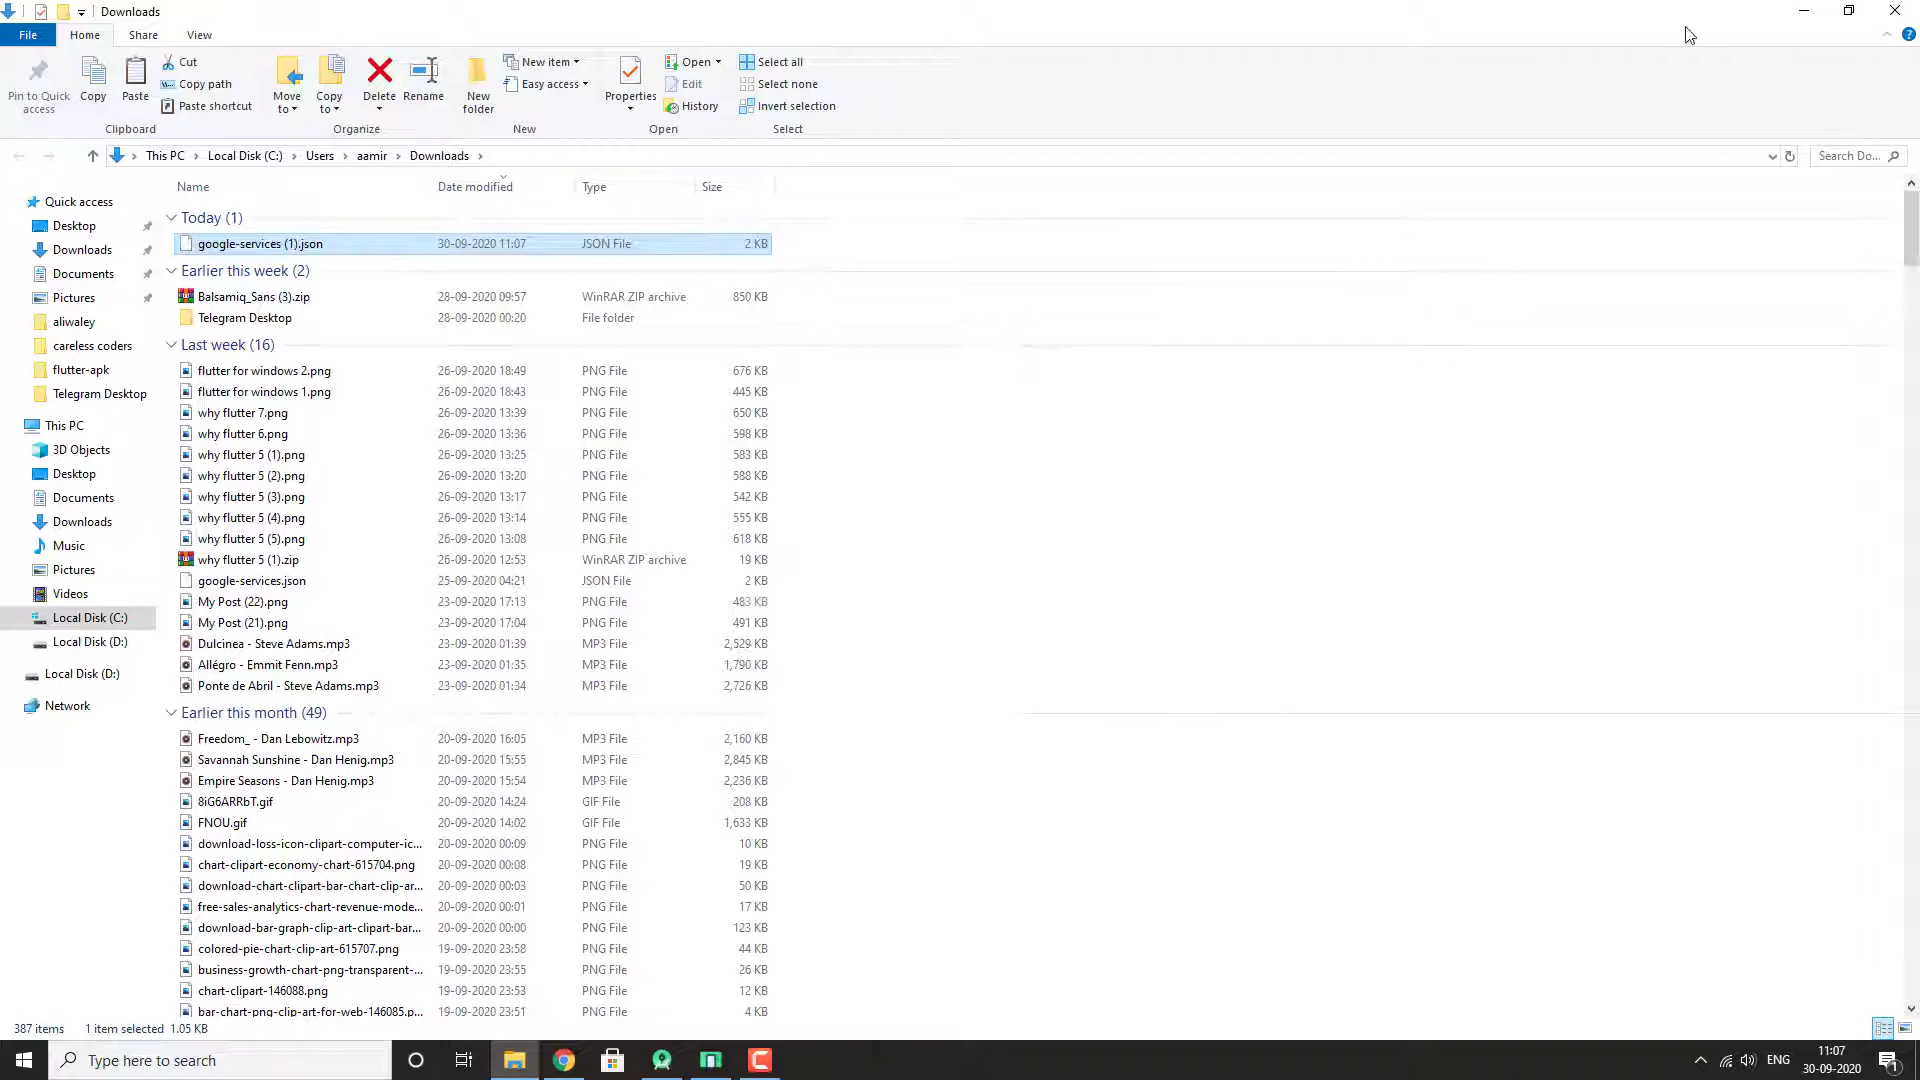 Downloads
File Home Share View
Pin to Quick access
Copy
Paste
Cut
Copy path
Paste shortcut
Clipboard
Move to
Copy to
Delete
Rename
Organize
New folder
New item
Easy access
New
Properties
Open
Edit
History
Open
Select all
Select none
Invert selection
Select
This PC Local Disk (C:) Users aamir Downloads
Search Do...
Quick access
Desktop
Downloads
Documents
Pictures
aliwaley
careless coders
flutter-apk
Telegram Desktop
This PC
3D Objects
Desktop
Documents
Downloads
Music
Pictures
Videos
Local Disk (C:)
Local Disk (D:)
Local Disk (D:)
Network
Name Date modified Type Size
Today (1)
google-services (1).json 30-09-2020 11:07 JSON File 2 KB
Earlier this week (2)
Balsamiq_Sans (3).zip 28-09-2020 09:57 WinRAR ZIP archive 850 KB
Telegram Desktop 28-09-2020 00:20 File folder
Last week (16)
flutter for windows 2.png 26-09-2020 18:49 PNG File 676 KB
flutter for windows 1.png 26-09-2020 18:43 PNG File 445 KB
why flutter 7.png 26-09-2020 13:39 PNG File 650 KB
why flutter 6.png 26-09-2020 13:36 PNG File 598 KB
why flutter 5 (1).png 26-09-2020 13:25 PNG File 583 KB
why flutter 5 (2).png 26-09-2020 13:20 PNG File 588 KB
why flutter 5 (3).png 26-09-2020 13:17 PNG File 542 KB
why flutter 5 (4).png 26-09-2020 13:14 PNG File 555 KB
why flutter 5 (5).png 26-09-2020 13:08 PNG File 618 KB
why flutter 5 (1).zip 26-09-2020 12:53 WinRAR ZIP archive 19 KB
google-services.json 25-09-2020 04:21 JSON File 2 KB
My Post (22).png 23-09-2020 17:13 PNG File 483 KB
My Post (21).png 23-09-2020 17:04 PNG File 491 KB
Dulcinea - Steve Adams.mp3 23-09-2020 01:39 MP3 File 2,529 KB
Allégro - Emmit Fenn.mp3 23-09-2020 01:35 MP3 File 1,790 KB
Ponte de Abril - Steve Adams.mp3 23-09-2020 01:34 MP3 File 2,726 KB
Earlier this month (49)
Freedom_ - Dan Lebowitz.mp3 20-09-2020 16:05 MP3 File 2,160 KB
Savannah Sunshine - Dan Henig.mp3 20-09-2020 15:55 MP3 File 2,845 KB
Empire Seasons - Dan Henig.mp3 20-09-2020 15:54 MP3 File 2,236 KB
8iG6ARRbT.gif 20-09-2020 14:24 GIF File 208 KB
FNOU.gif 20-09-2020 14:02 GIF File 1,633 KB
download-loss-icon-clipart-computer-ic... 20-09-2020 00:09 PNG File 10 KB
chart-clipart-economy-chart-615704.png 20-09-2020 00:08 PNG File 19 KB
download-chart-clipart-bar-chart-clip-ar... 20-09-2020 00:03 PNG File 50 KB
free-sales-analytics-chart-revenue-mode... 20-09-2020 00:01 PNG File 17 KB
download-bar-graph-clip-art-clipart-bar... 20-09-2020 00:00 PNG File 123 KB
colored-pie-chart-clip-art-615707.png 19-09-2020 23:58 PNG File 44 KB
business-growth-chart-png-transparent-... 19-09-2020 23:55 PNG File 26 KB
chart-clipart-146088.png 19-09-2020 23:53 PNG File 12 KB
bar-chart-png-clip-art-for-web-146085.p... 19-09-2020 23:51 PNG File 4 KB
387 items 1 item selected 1.05 KB
Type here to search
ENG
11:07
30-09-2020
1